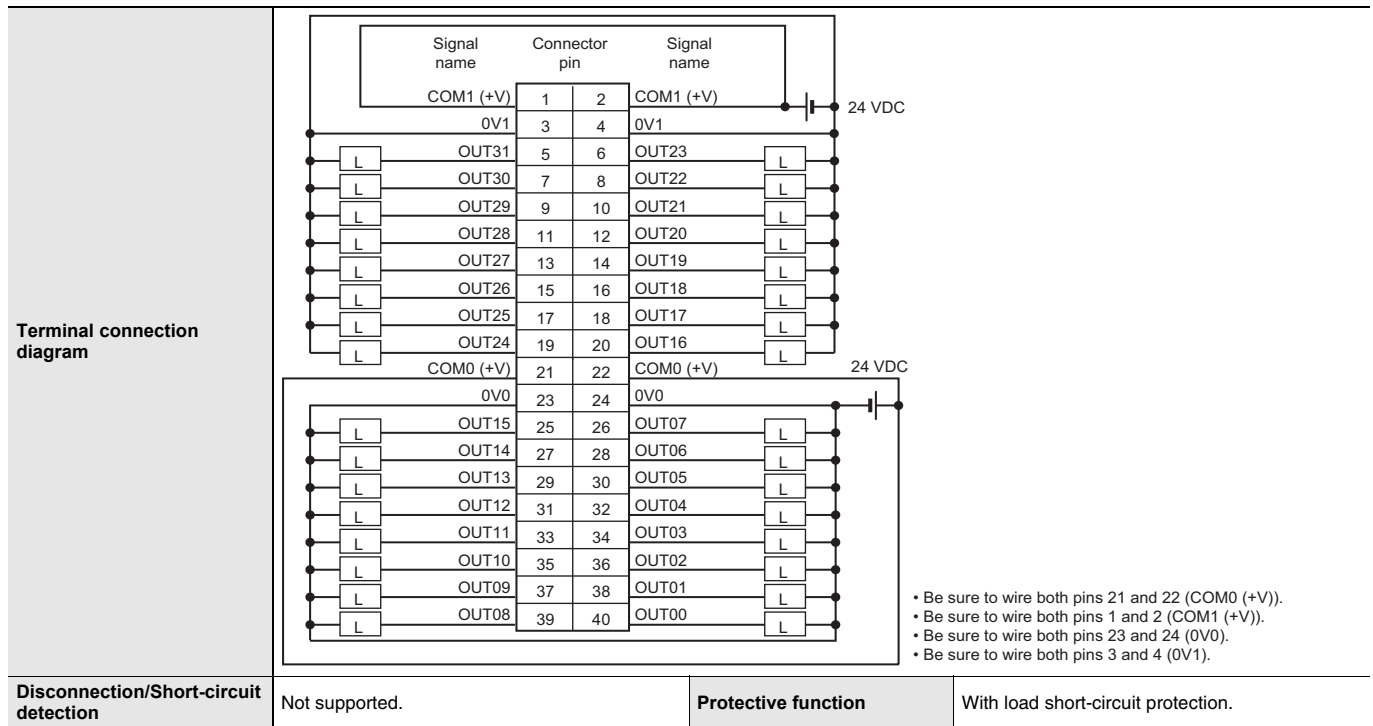 Terminal connection
diagram
Signal name Connector pin Signal name
COM1 (+V) 1 2 COM1 (+V)
24 VDC
0V1 3 4 0V1
L OUT31 5 6 OUT23 L
L OUT30 7 8 OUT22 L
L OUT29 9 10 OUT21 L
L OUT28 11 12 OUT20 L
L OUT27 13 14 OUT19 L
L OUT26 15 16 OUT18 L
L OUT25 17 18 OUT17 L
L OUT24 19 20 OUT16 L
COM0 (+V) 21 22 COM0 (+V)
24 VDC
0V0 23 24 0V0
L OUT15 25 26 OUT07 L
L OUT14 27 28 OUT06 L
L OUT13 29 30 OUT05 L
L OUT12 31 32 OUT04 L
L OUT11 33 34 OUT03 L
L OUT10 35 36 OUT02 L
L OUT09 37 38 OUT01 L
L OUT08 39 40 OUT00 L
• Be sure to wire both pins 21 and 22 (COM0 (+V)).
• Be sure to wire both pins 1 and 2 (COM1 (+V)).
• Be sure to wire both pins 23 and 24 (0V0).
• Be sure to wire both pins 3 and 4 (0V1).
Disconnection/Short-circuit
detection
Not supported.
Protective function
With load short-circuit protection.